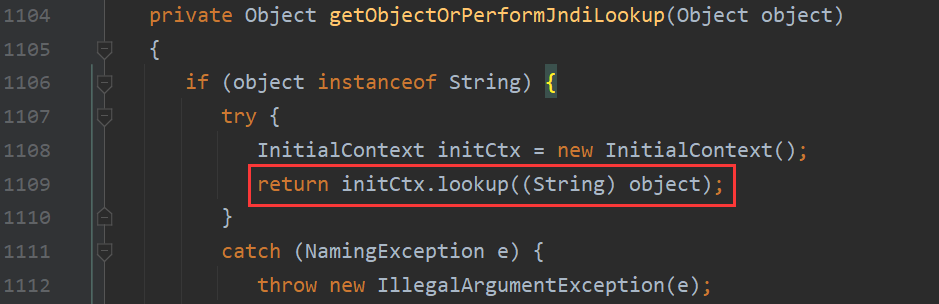 1104 private Object getObjectOrPerformJndiLookup(Object object)
1105 {
1106 if (object instanceof String) {
1107 try {
1108 InitialContext initCtx = new InitialContext();
1109 return initCtx.lookup((String) object);
1110 }
1111 catch (NamingException e) {
1112 throw new IllegalArgumentException(e);